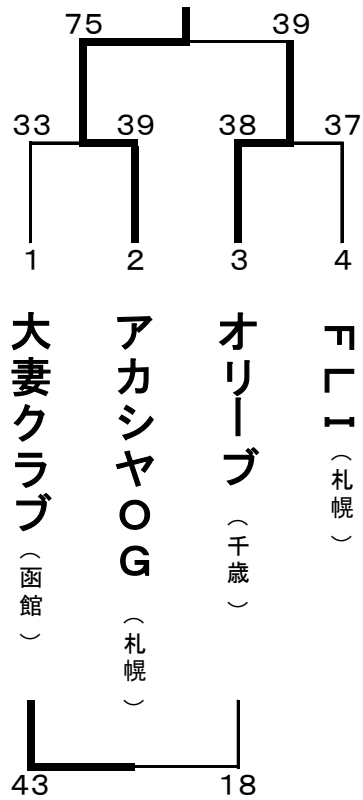 75 39
33 39 38 37
1 2 3 4
大妻クラブ（函館）
アカシヤOG（札幌）
オリーブ（千歳）
FLI（札幌）
43 18